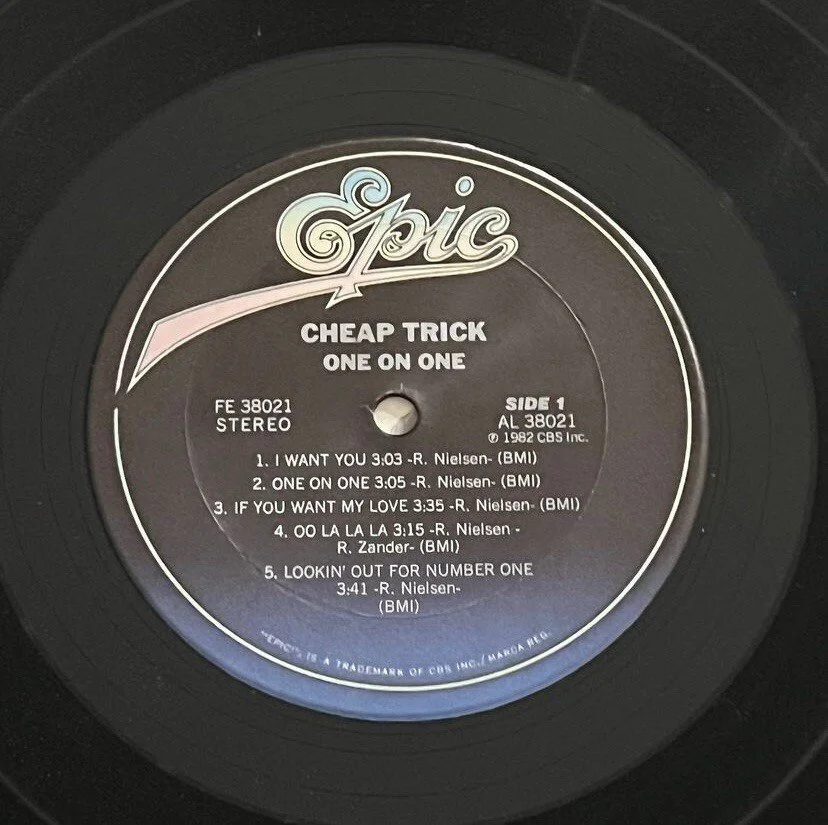 Epic
CHEAP TRICK
ONE ON ONE
FE 38021
STEREO
SIDE 1
AL 38021
℗ 1982 CBS Inc.
1. I WANT YOU 3:03 -R. Nielsen- (BMI)
2. ONE ON ONE 3:05 -R. Nielsen- (BMI)
3. IF YOU WANT MY LOVE 3:35 -R. Nielsen- (BMI)
4. OO LA LA LA 3:15 -R. Nielsen -
R. Zander- (BMI)
5. LOOKIN' OUT FOR NUMBER ONE
3:41 -R. Nielsen-
(BMI)
"EPIC" IS A TRADEMARK OF CBS INC./MARCA REG.